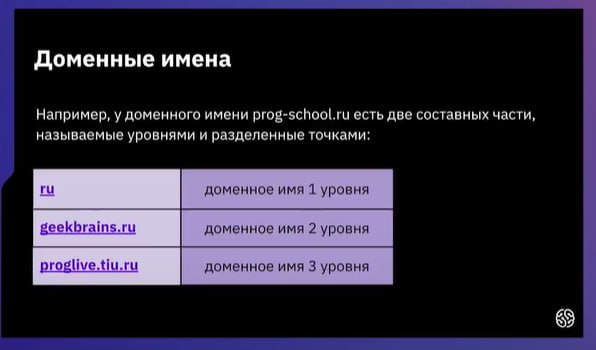 Доменные имена
Например, у доменного имени prog-school.ru есть две составных части,
называемые уровнями и разделенные точками:
ru доменное имя 1 уровня
geekbrains.ru доменное имя 2 уровня
proglive.tiu.ru доменное имя 3 уровня